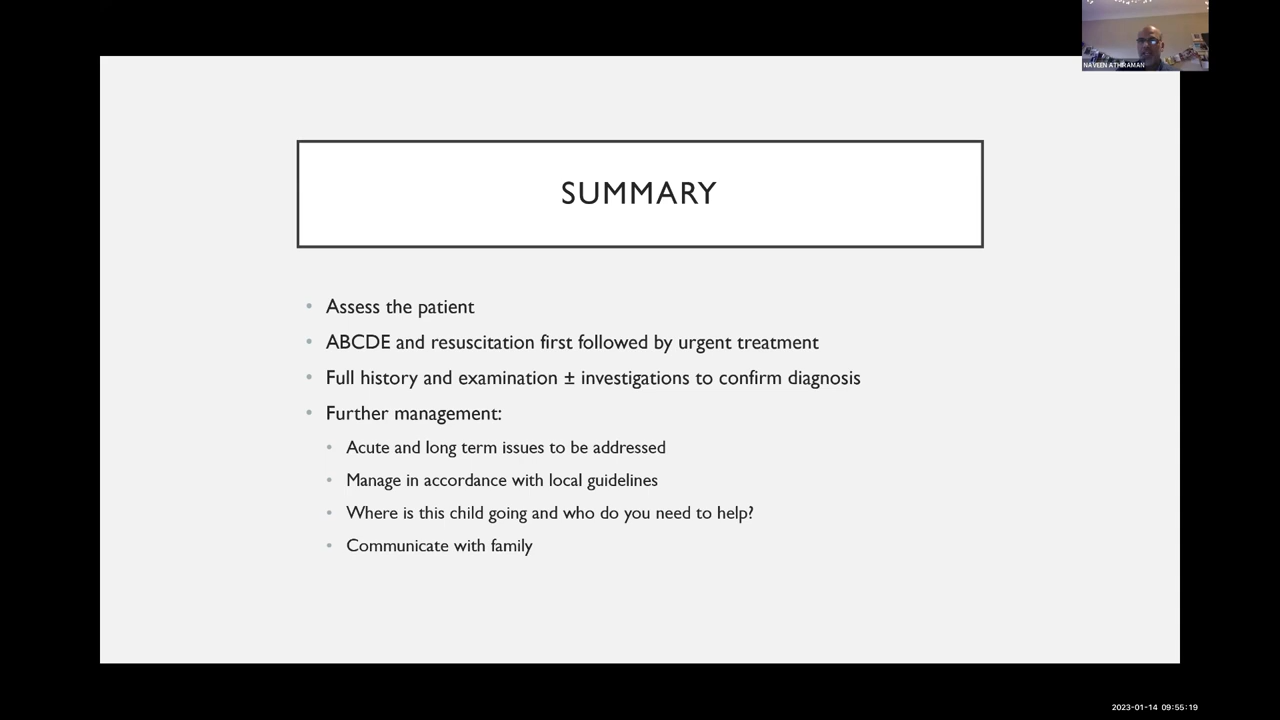 NAVEEN ATHRAMAN
SUMMARY
• Assess the patient
• ABCDE and resuscitation first followed by urgent treatment
• Full history and examination ± investigations to confirm diagnosis
• Further management:
• Acute and long term issues to be addressed
• Manage in accordance with local guidelines
• Where is this child going and who do you need to help?
• Communicate with family
2023-01-14 09:55:19